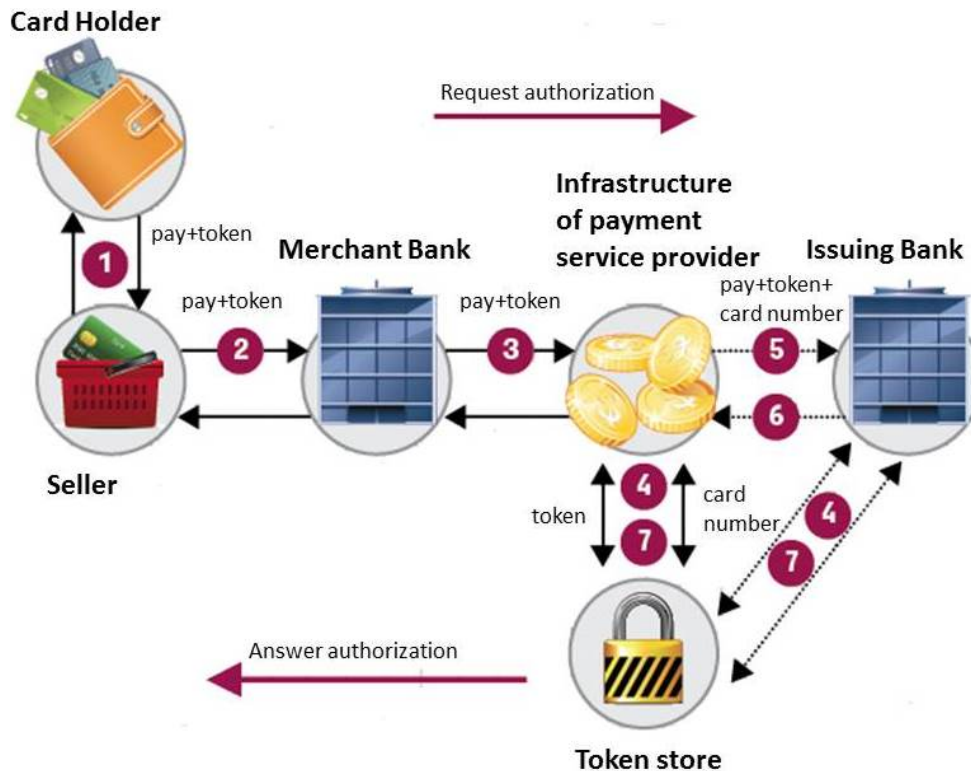 Card Holder
Request authorization
Infrastructure
of payment
service provider
pay+token
1
Merchant Bank
Issuing Bank
pay+token
pay+token
pay+token+
card number
2
3
5
6
Seller
4
token
card
number
7
4
7
Answer authorization
Token store